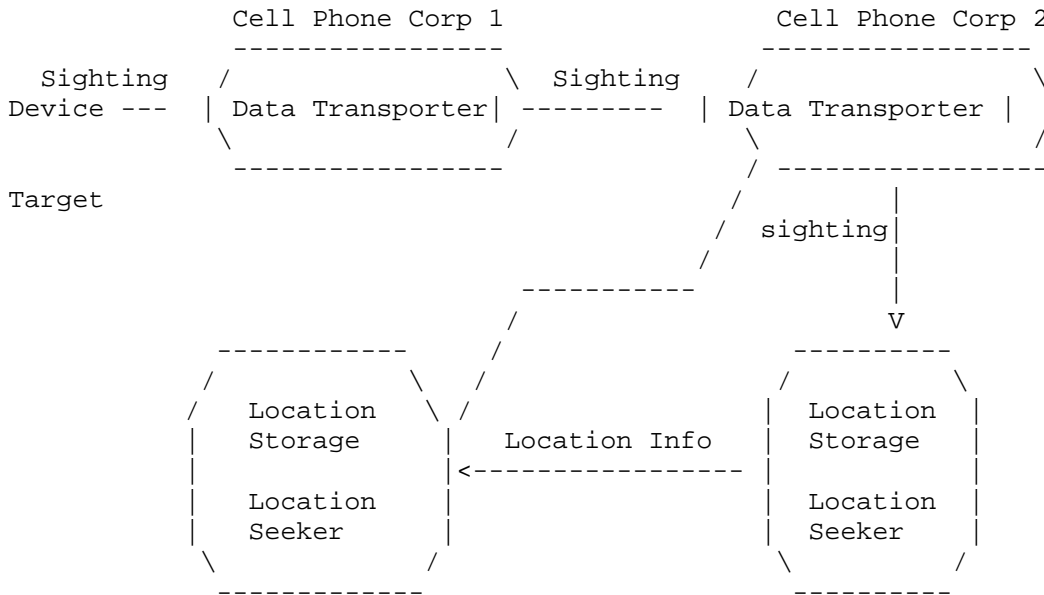 Cell Phone Corp 1 Cell Phone Corp 2
Sighting Sighting
Device --- | Data Transporter| --------- | Data Transporter |
Target
sighting|
V
Location Location
Storage Location Info Storage
<-----------------
Location Location
Seeker Seeker